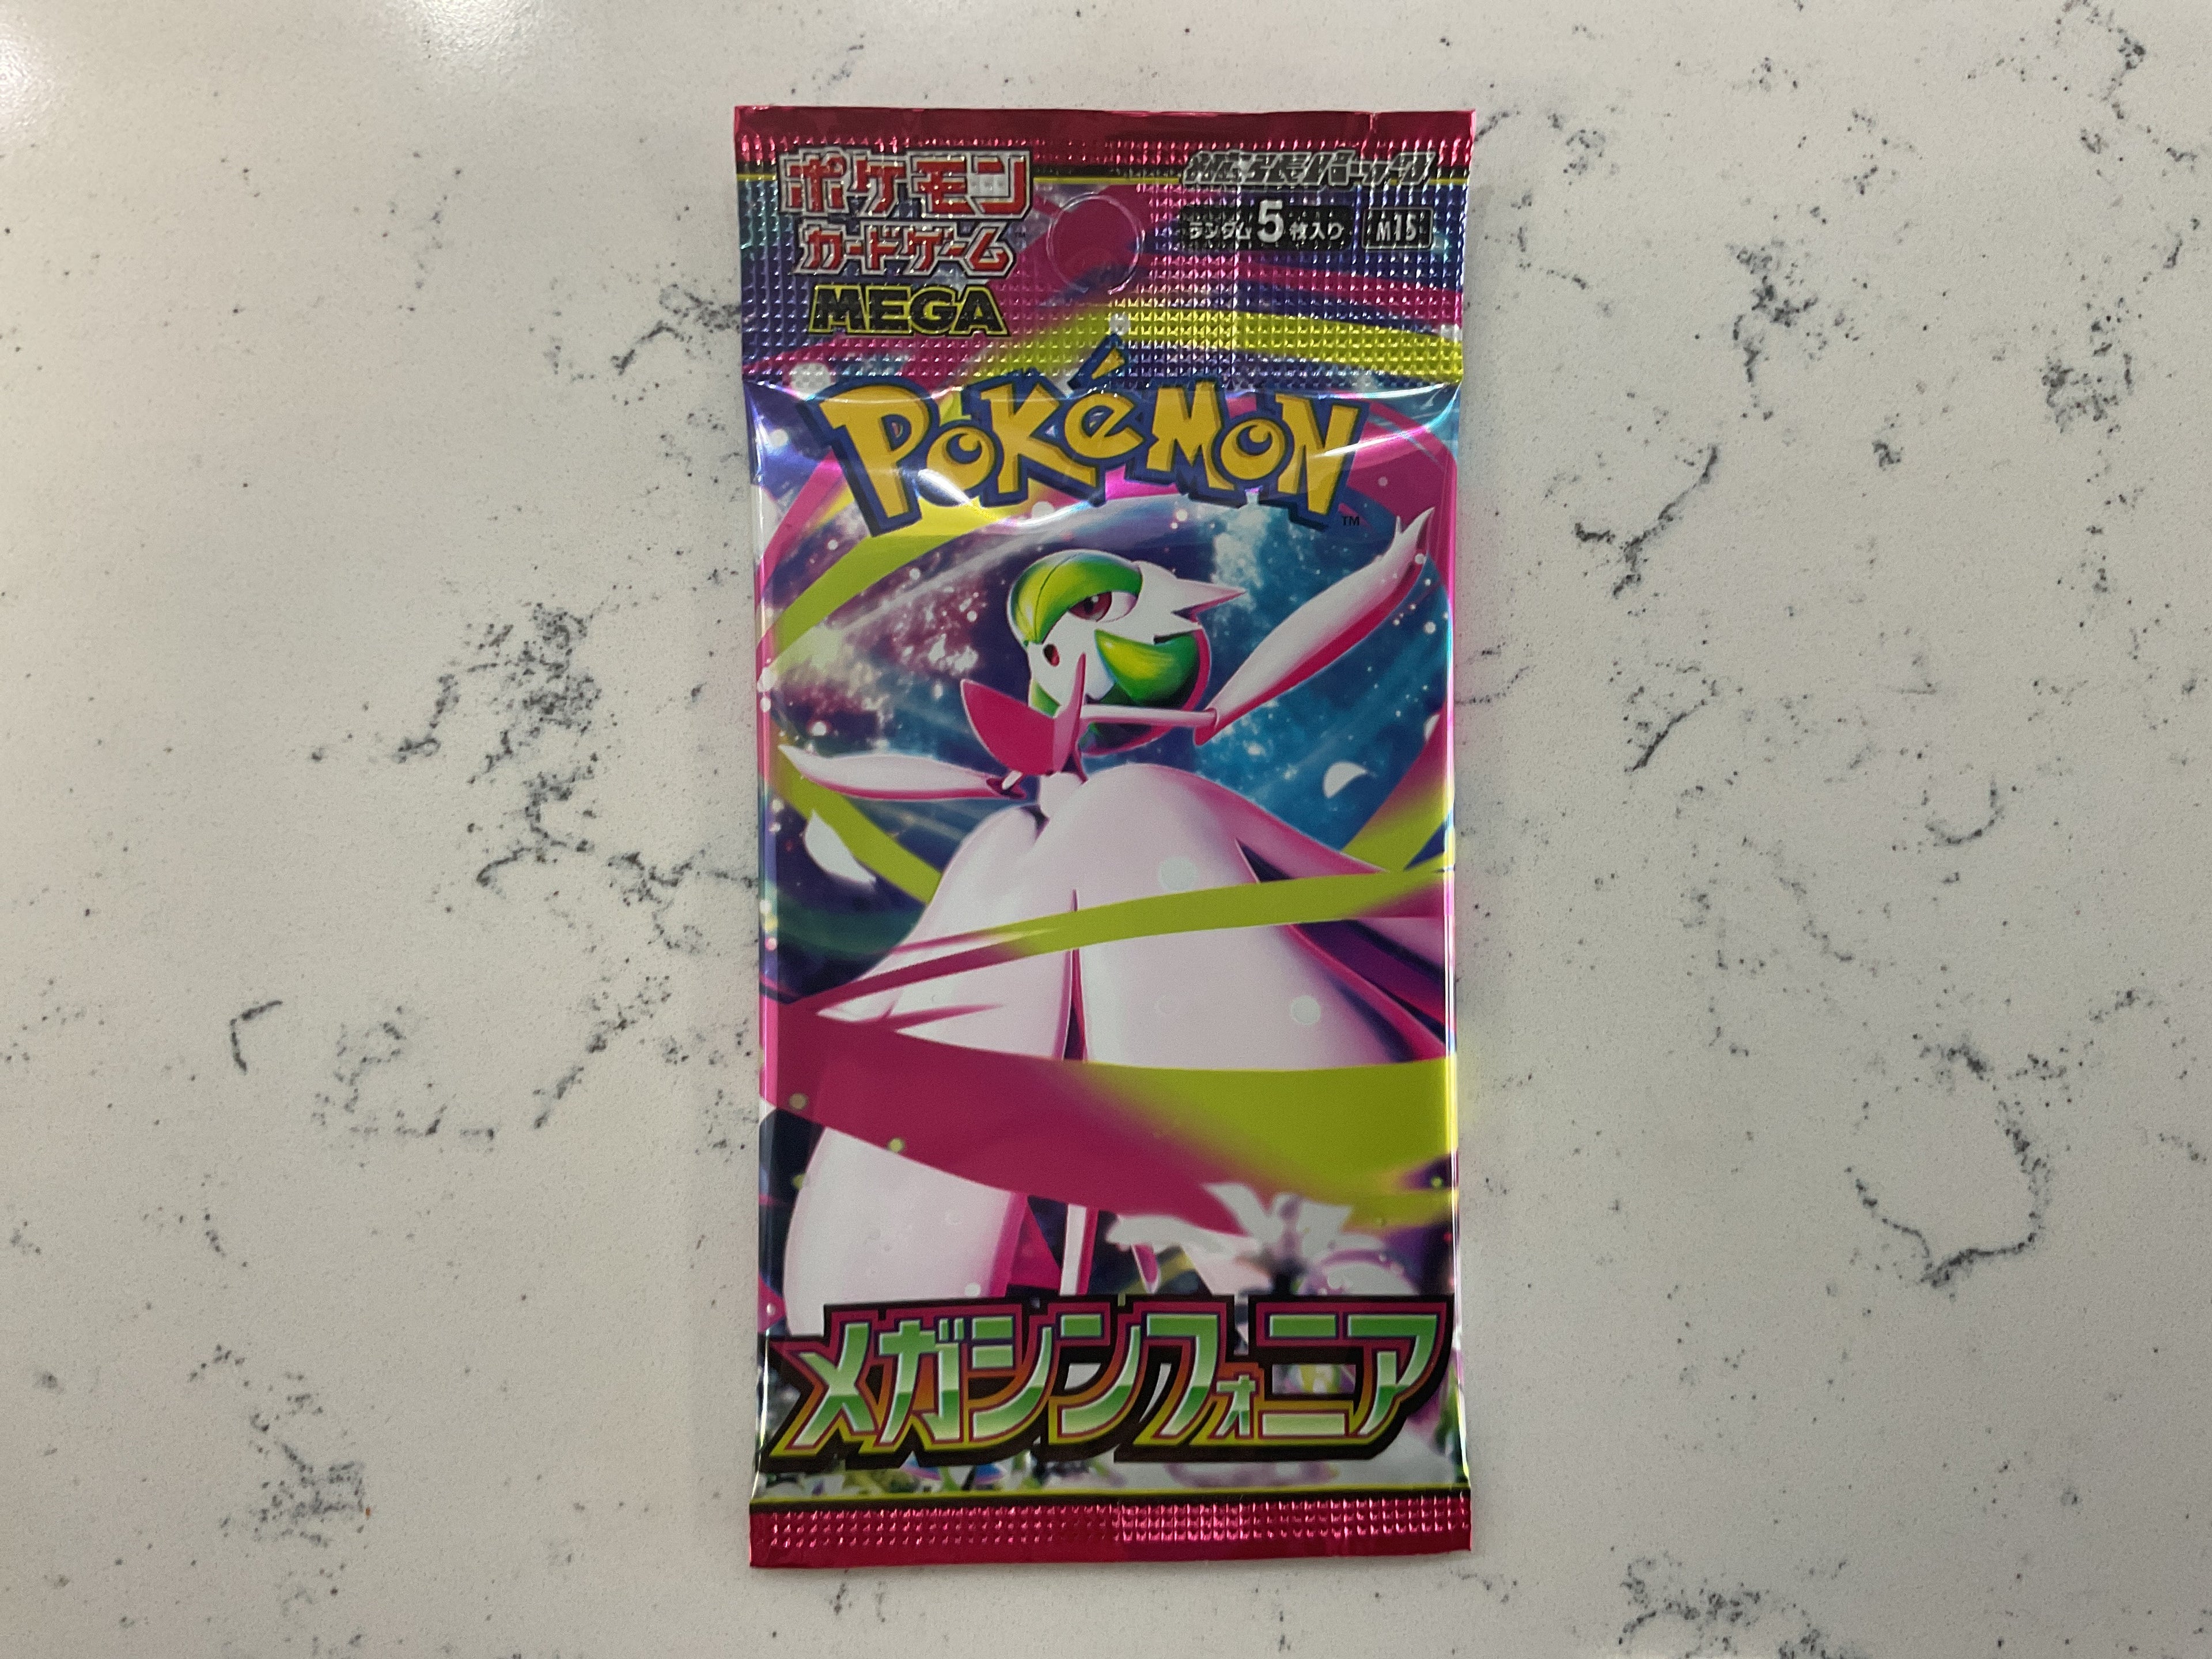 ポケモン
カードゲーム
MEGA
拡張パック
ランダム5枚入り M1S
POKéMON
TM
メガシンフォニア